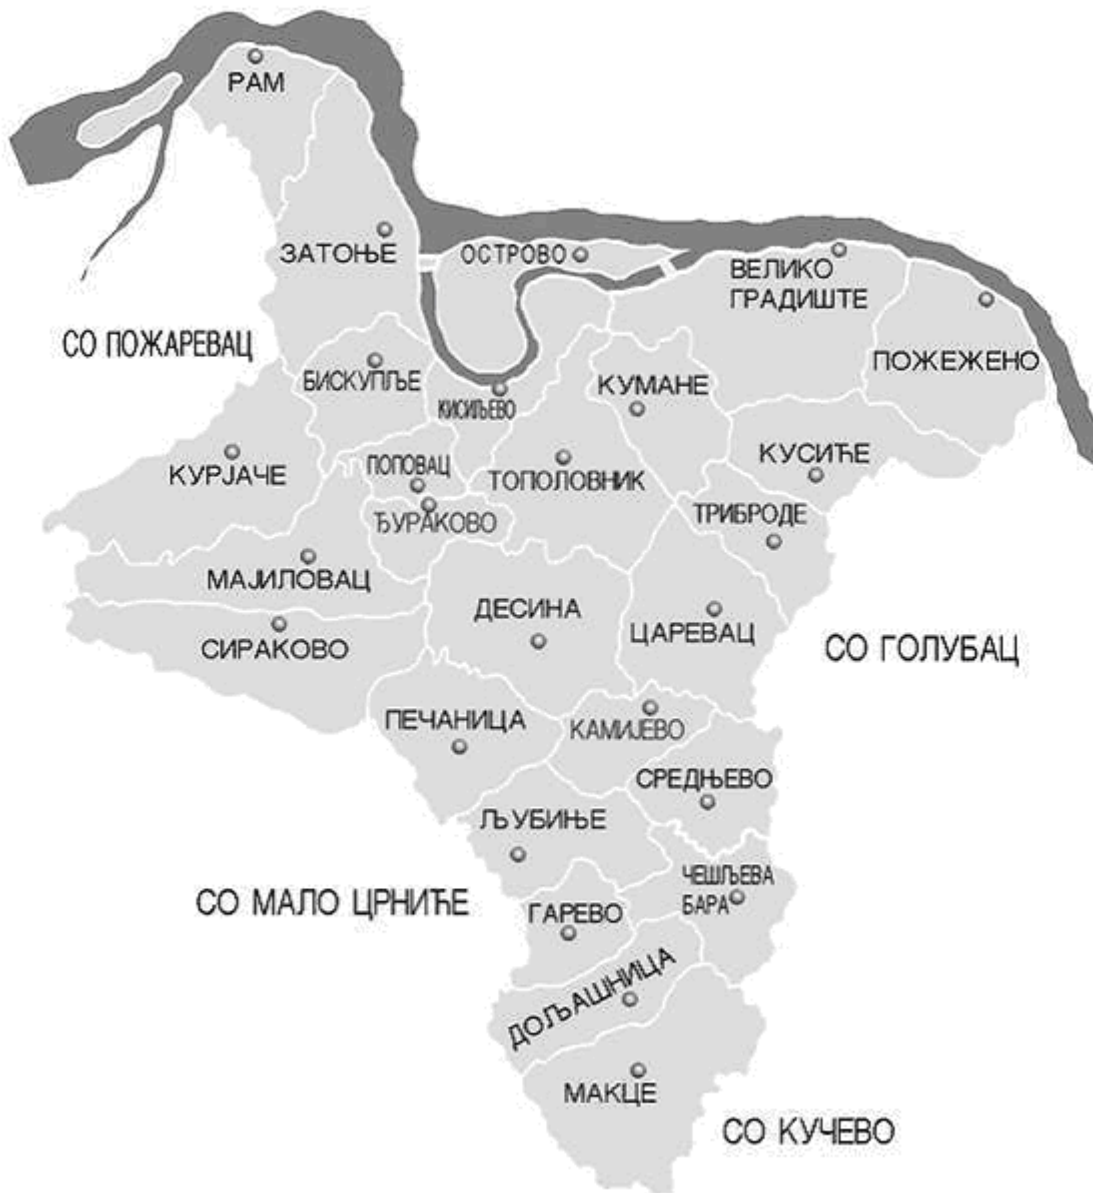 РАМ
ЗАТОЊЕ
ОСТРОВО
ВЕЛИКО
ГРАДИШТЕ
СО ПОЖАРЕВАЦ
ПОЖЕЖЕНО
БИСКУПЉЕ
КИСИЉЕВО
КУМАНЕ
КУРЈАЧЕ
ПОПОВАЦ
ТОПОЛОВНИК
КУСИЋЕ
ЂУРАКОВО
ТРИБРОДЕ
МАЈИЛОВАЦ
ДЕСИНА
ЦАРЕВАЦ
СИРАКОВО
СО ГОЛУБАЦ
ПЕЧАНИЦА
КАМИЈЕВО
СРЕДЊЕВО
ЉУБИЊЕ
ЧЕШЉЕВА
БАРА
СО МАЛО ЦРНИЋЕ
ГАРЕВО
ДОЉАШНИЦА
МАКЦЕ
СО КУЧЕВО